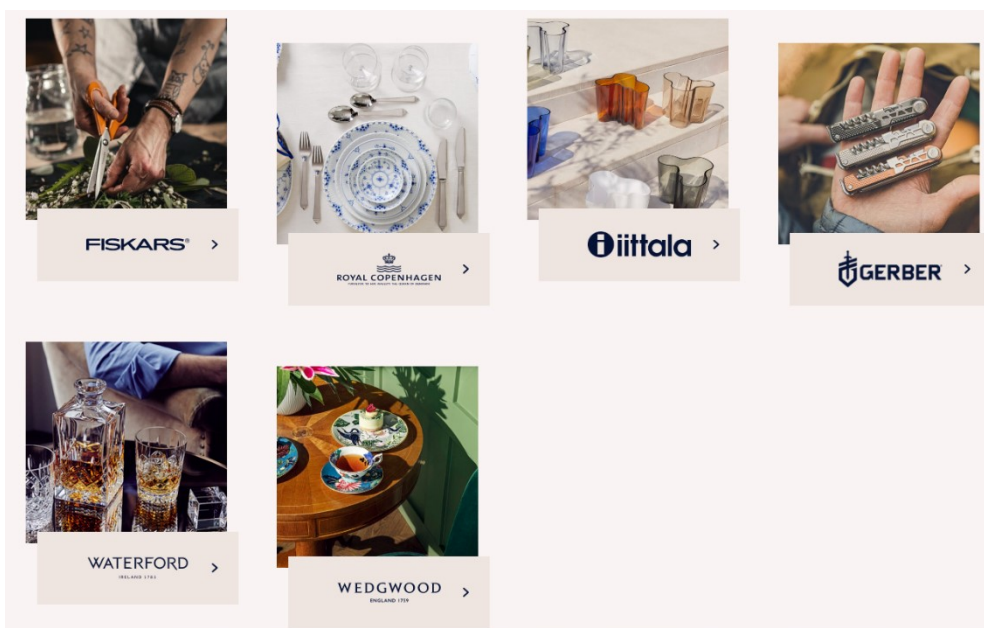 FISKARS®
ROYAL COPENHAGEN
iittala
GERBER
WATERFORD
IRELAND 1783
WEDGWOOD
ENGLAND 1759